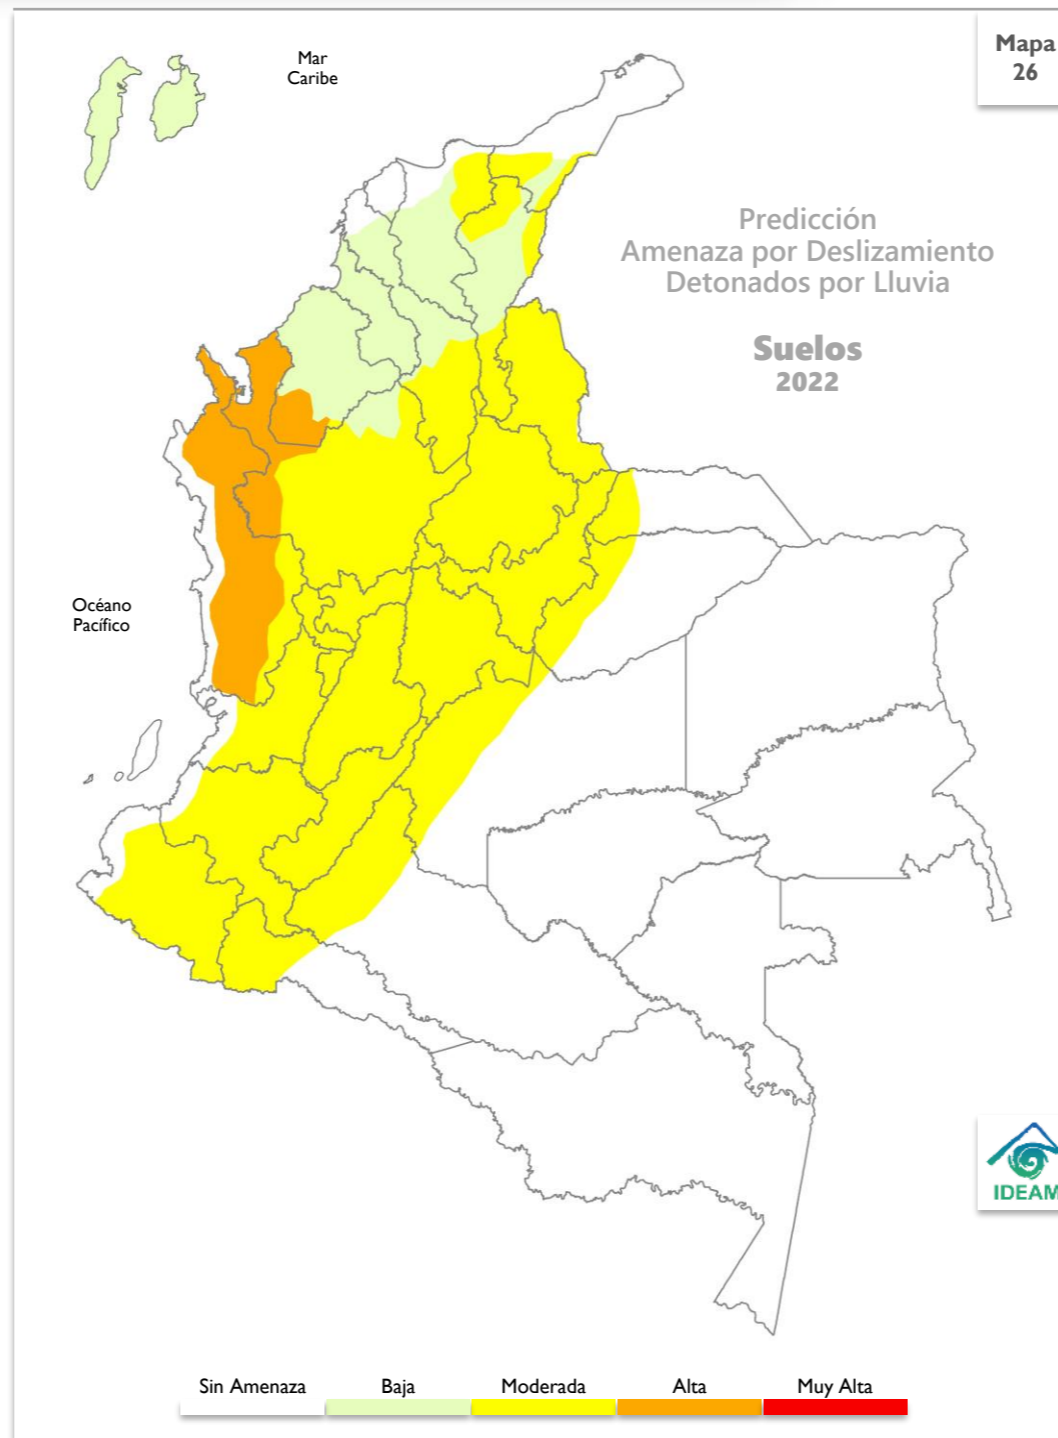 Mapa
26
Mar
Caribe
Predicción
Amenaza por Deslizamiento
Detonados por Lluvia
Suelos
2022
Océano
Pacífico
IDEAM
Sin Amenaza Baja Moderada Alta Muy Alta